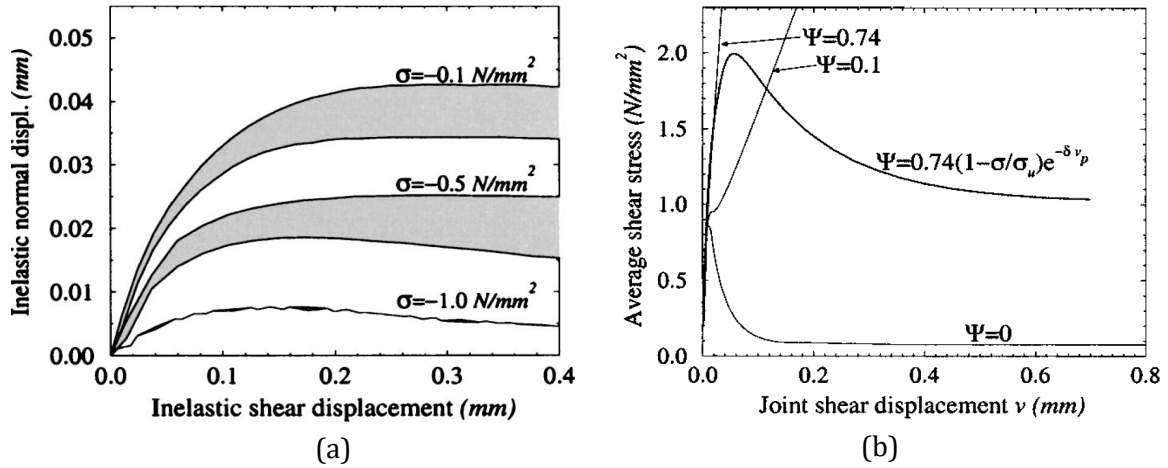 Inelastic normal displ. (mm)
0.05
0.04
0.03
0.02
0.01
0.00
σ=−0.1 N/mm²
σ=−0.5 N/mm²
σ=−1.0 N/mm²
0.0 0.1 0.2 0.3 0.4
Inelastic shear displacement (mm)
(a)
Average shear stress (N/mm²)
2.0
1.5
1.0
0.5
0.0
Ψ=0.74
Ψ=0.1
Ψ=0.74(1−σ/σᵤ)e^−δ vₚ
Ψ=0
0.0 0.2 0.4 0.6 0.8
Joint shear displacement v (mm)
(b)